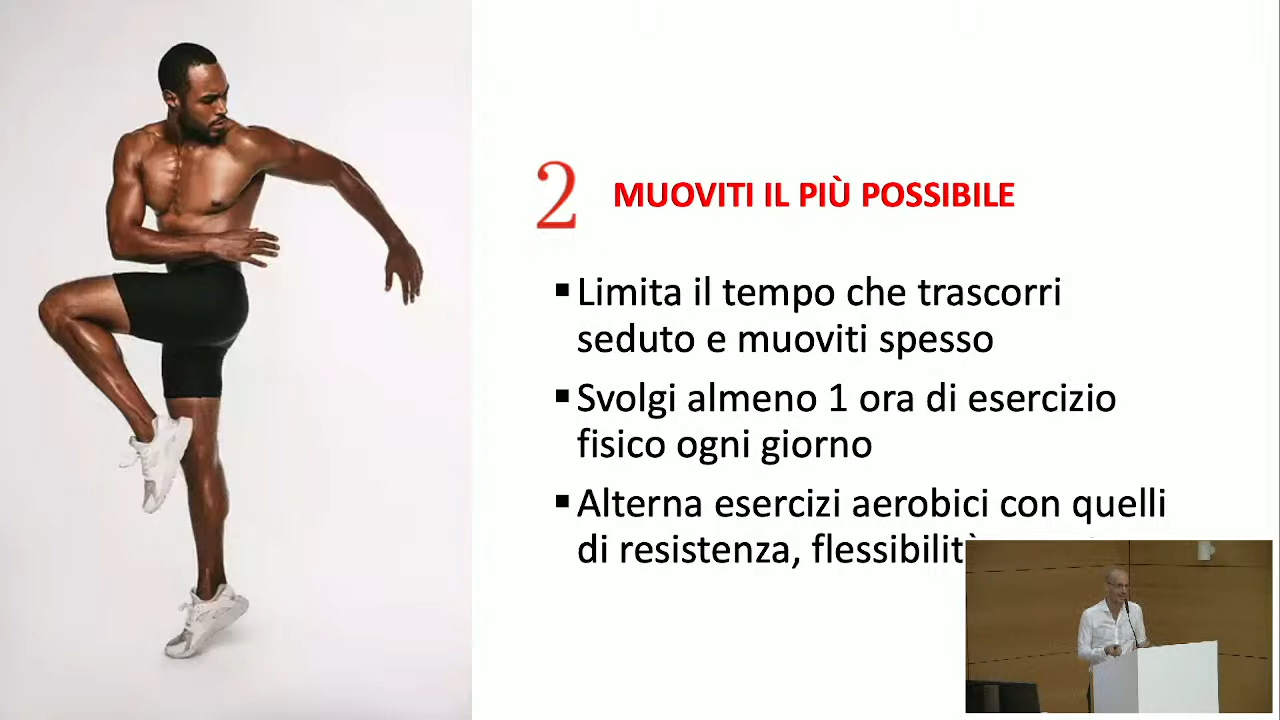 2 MUOVITI IL PIÙ POSSIBILE
▪Limita il tempo che trascorri
seduto e muoviti spesso
▪Svolgi almeno 1 ora di esercizio
fisico ogni giorno
▪Alterna esercizi aerobici con quelli
di resistenza, flessibilità